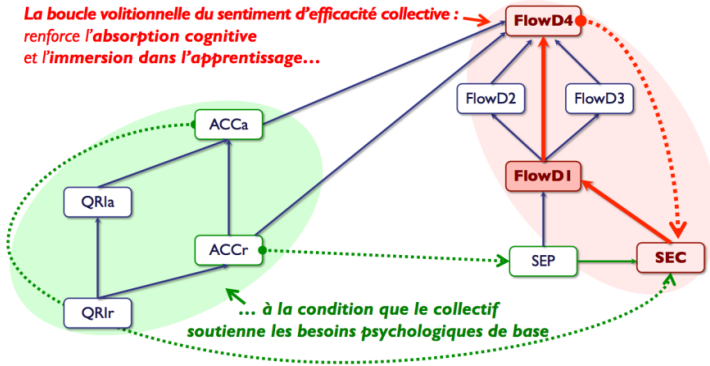 La boucle volitionnelle du sentiment d'efficacité collective :
renforce l'absorption cognitive
et l'immersion dans l'apprentissage...
FlowD4
FlowD2
FlowD3
ACCa
FlowD1
QRIa
ACCr
SEP
SEC
QRIr
... à la condition que le collectif
soutienne les besoins psychologiques de base